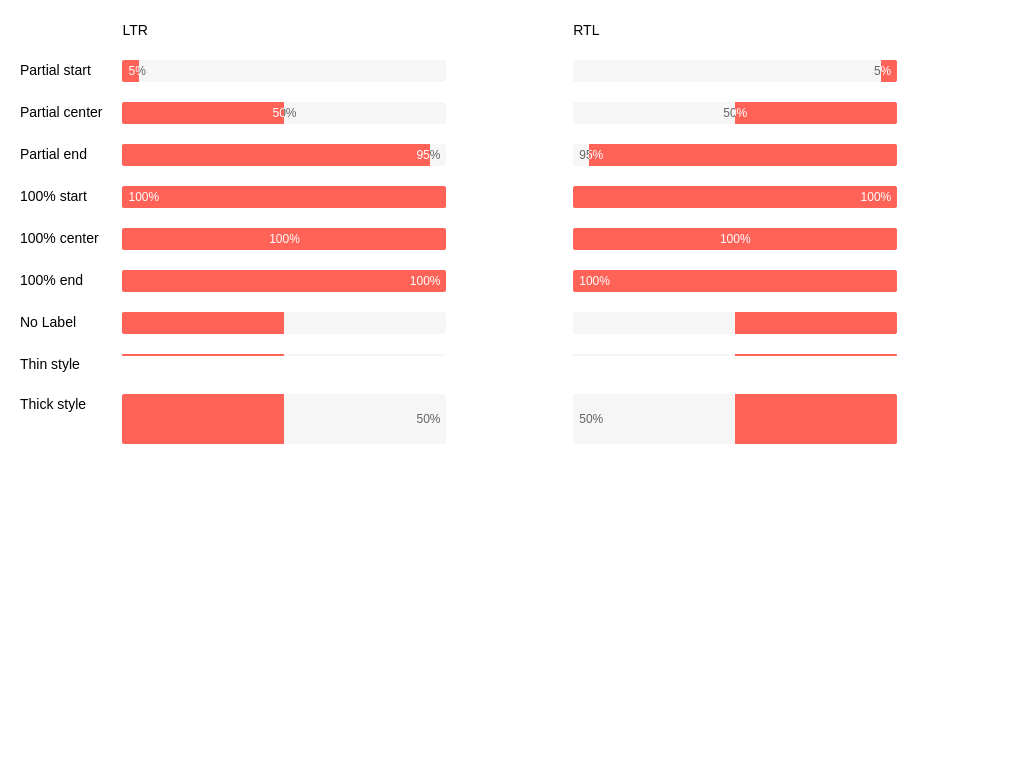 LTR RTL
Partial start 5% 5%
Partial center 50% 50%
Partial end 95% 95%
100% start 100% 100%
100% center 100% 100%
100% end 100% 100%
No Label
Thin style
Thick style 50% 50%